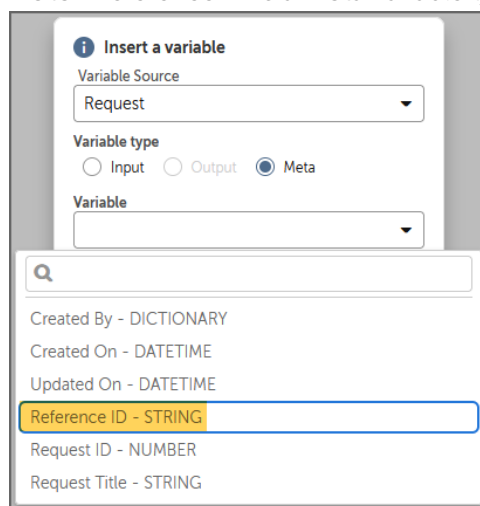 Insert a variable
Variable Source
Request
Variable type
Input Output Meta
Variable
Created By - DICTIONARY
Created On - DATETIME
Updated On - DATETIME
Reference ID - STRING
Request ID - NUMBER
Request Title - STRING